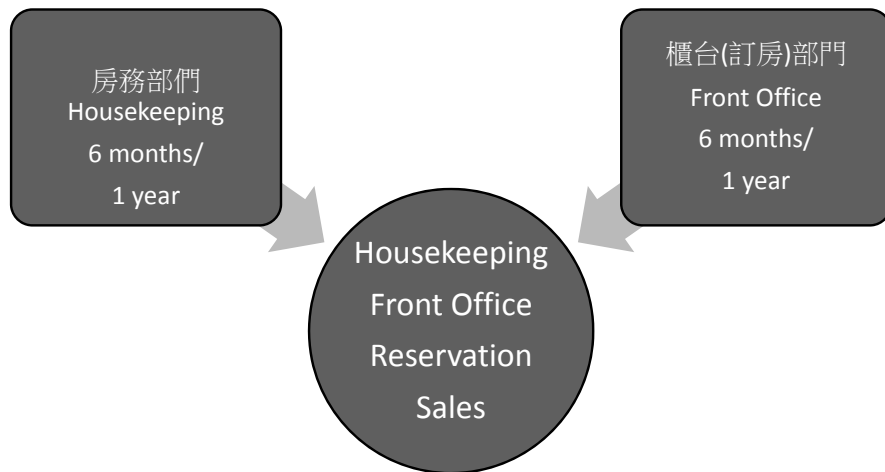 房務部們
Housekeeping
6 months/
1 year
櫃台(訂房)部門
Front Office
6 months/
1 year
Housekeeping
Front Office
Reservation
Sales